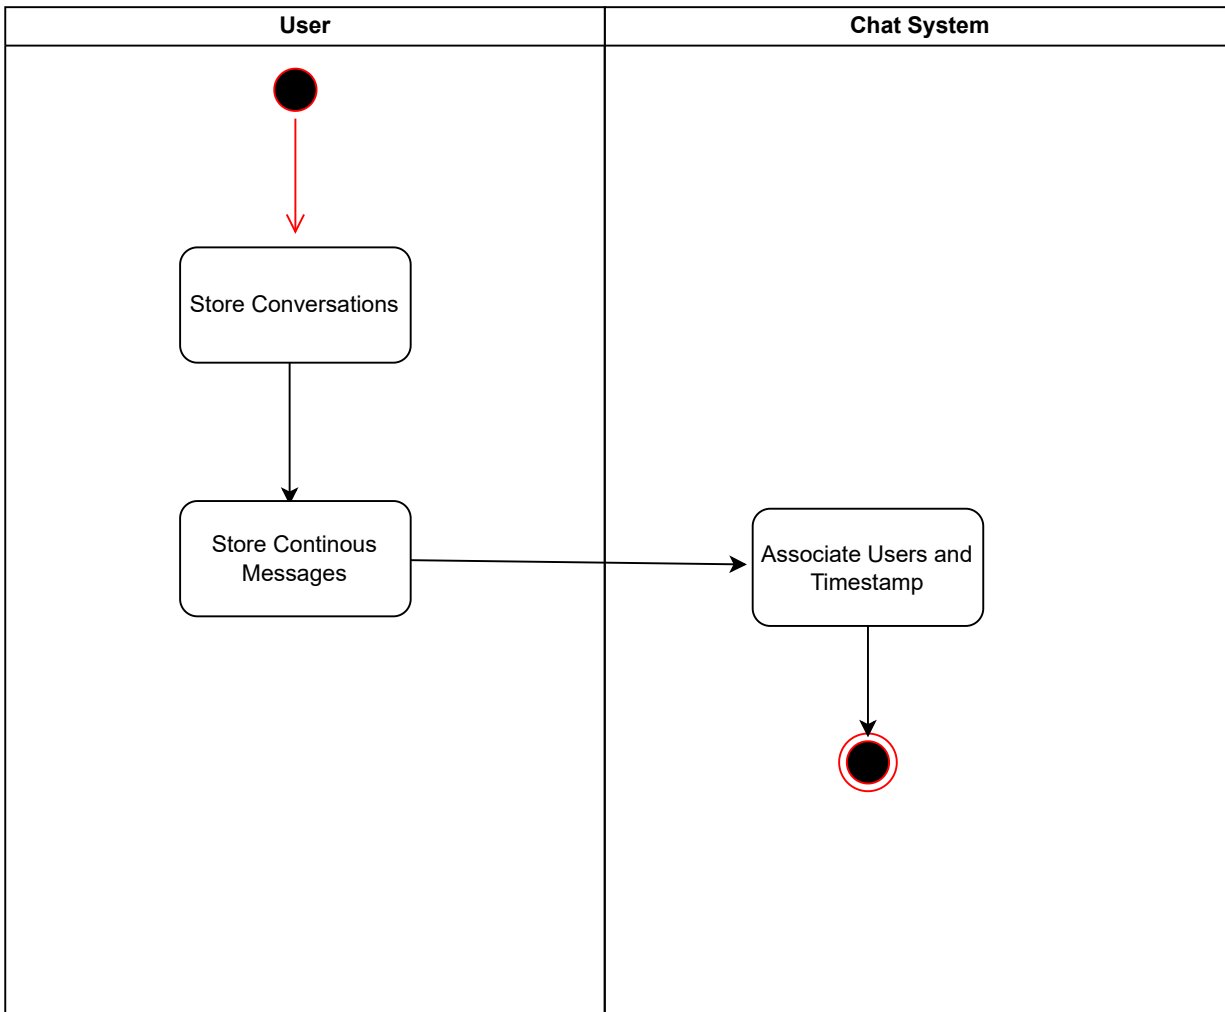 User
Chat System
Store Conversations
Store Continous
Messages
Associate Users and
Timestamp